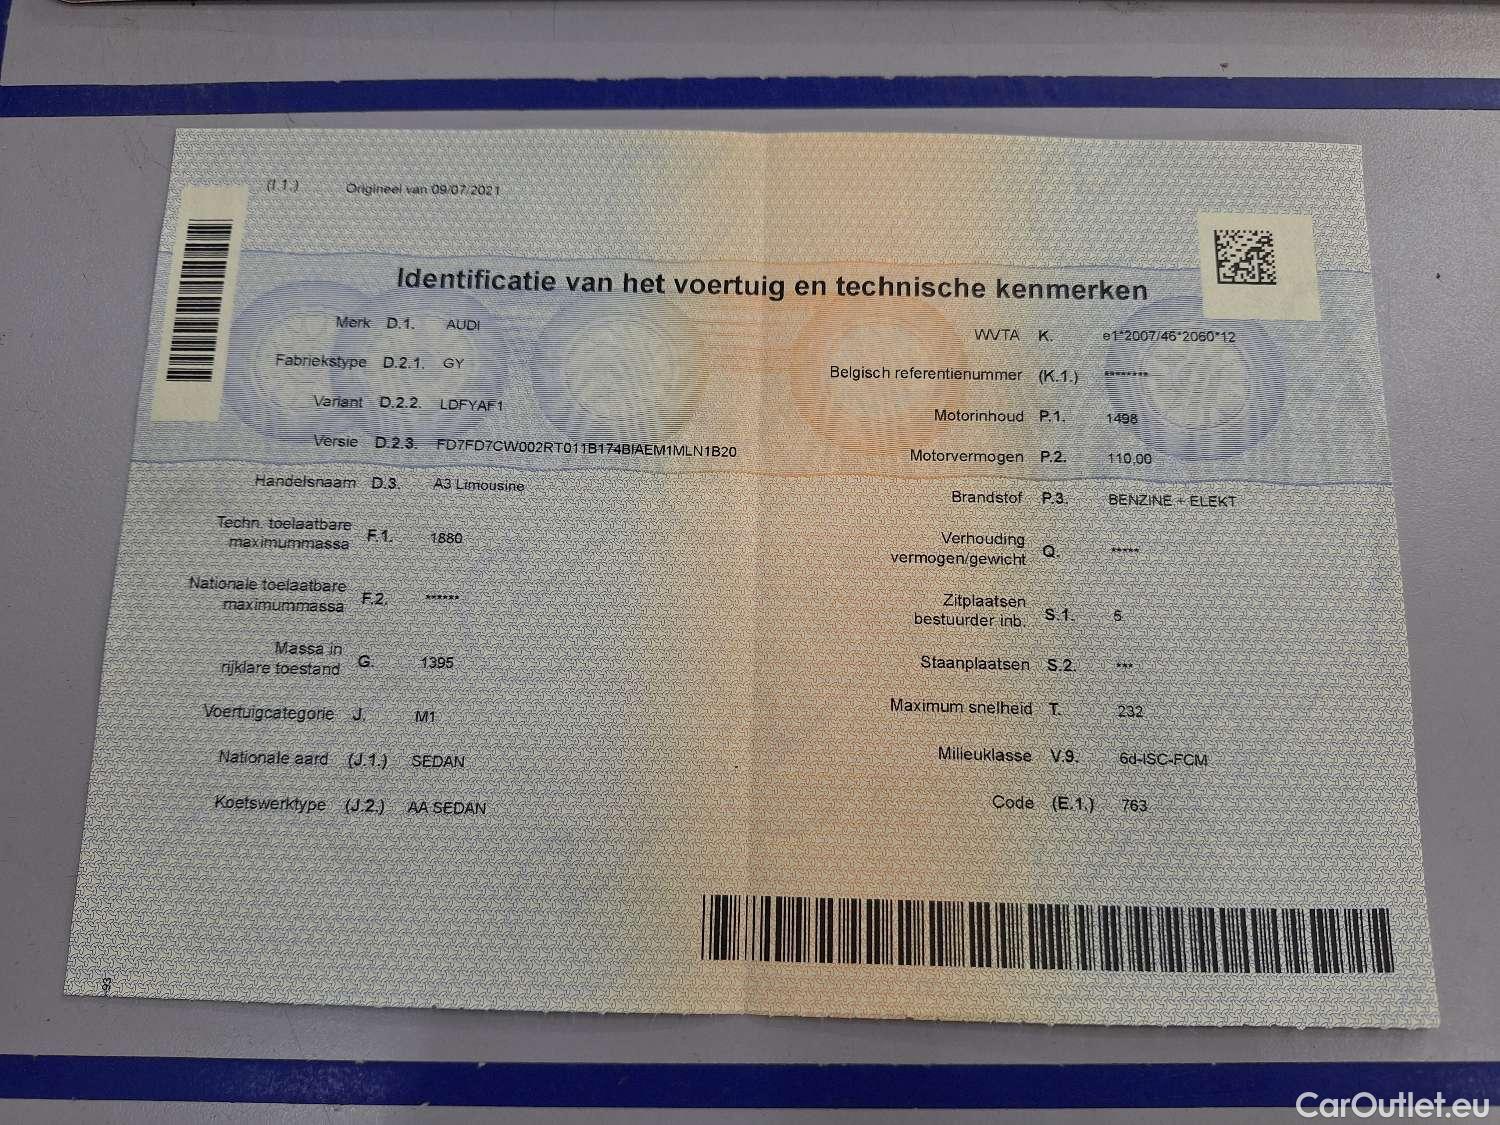 (I.1.) Origineel van 09/07/2021
Identificatie van het voertuig en technische kenmerken
Merk D.1. AUDI
Fabriekstype D.2.1. GY
Variant D.2.2. LDFYAF1
Versie D.2.3. FD7FD7CW002RT011B174BIAEM1MLN1B20
Handelsnaam D.3. A3 Limousine
Techn. toelaatbare
maximummassa F.1. 1880
Nationale toelaatbare
maximummassa F.2. ******
Massa in
rijklare toestand G. 1395
Voertuigcategorie J. M1
Nationale aard (J.1.) SEDAN
Koetswerktype (J.2.) AA SEDAN
WVTA K. e1*2007/46*2060*12
Belgisch referentienummer (K.1.) ********
Motorinhoud P.1. 1498
Motorvermogen P.2. 110,00
Brandstof P.3. BENZINE + ELEKT
Verhouding
vermogen/gewicht Q. *****
Zitplaatsen
bestuurder inb. S.1. 5
Staanplaatsen S.2. ***
Maximum snelheid T. 232
Milieuklasse V.9. 6d-ISC-FCM
Code (E.1.) 763
93
CarOutlet.eu